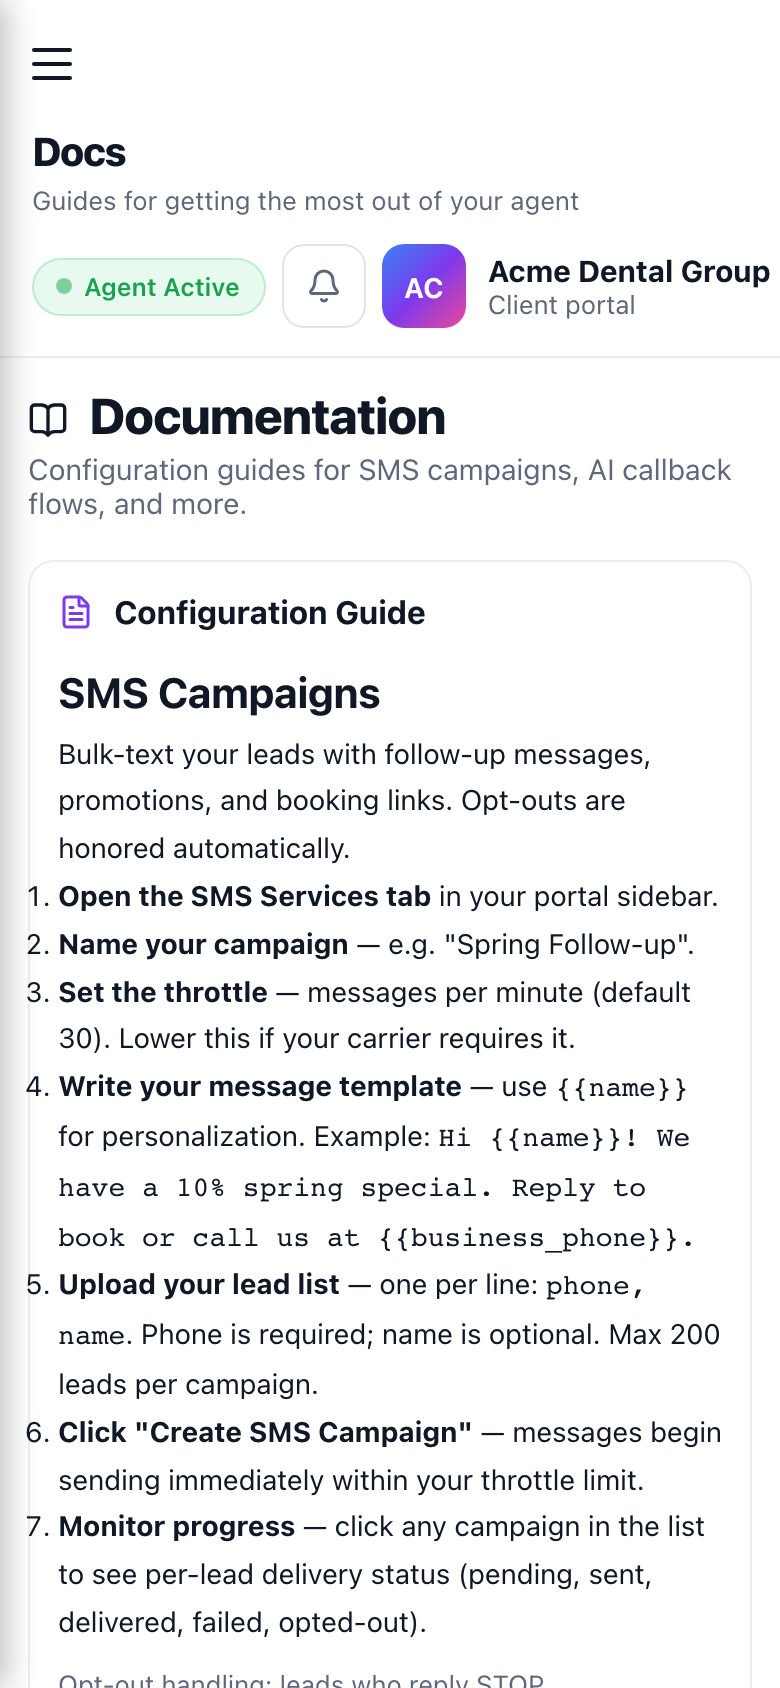 Docs
Guides for getting the most out of your agent
Agent Active
AC
Acme Dental Group
Client portal
Documentation
Configuration guides for SMS campaigns, AI callback
flows, and more.
Configuration Guide
SMS Campaigns
Bulk-text your leads with follow-up messages,
promotions, and booking links. Opt-outs are
honored automatically.
1. Open the SMS Services tab in your portal sidebar.
2. Name your campaign — e.g. "Spring Follow-up".
3. Set the throttle — messages per minute (default
30). Lower this if your carrier requires it.
4. Write your message template — use {{name}}
for personalization. Example: Hi {{name}}! We
have a 10% spring special. Reply to
book or call us at {{business_phone}}.
5. Upload your lead list — one per line: phone,
name. Phone is required; name is optional. Max 200
leads per campaign.
6. Click "Create SMS Campaign" — messages begin
sending immediately within your throttle limit.
7. Monitor progress — click any campaign in the list
to see per-lead delivery status (pending, sent,
delivered, failed, opted-out).
Opt-out handling: leads who reply STOP